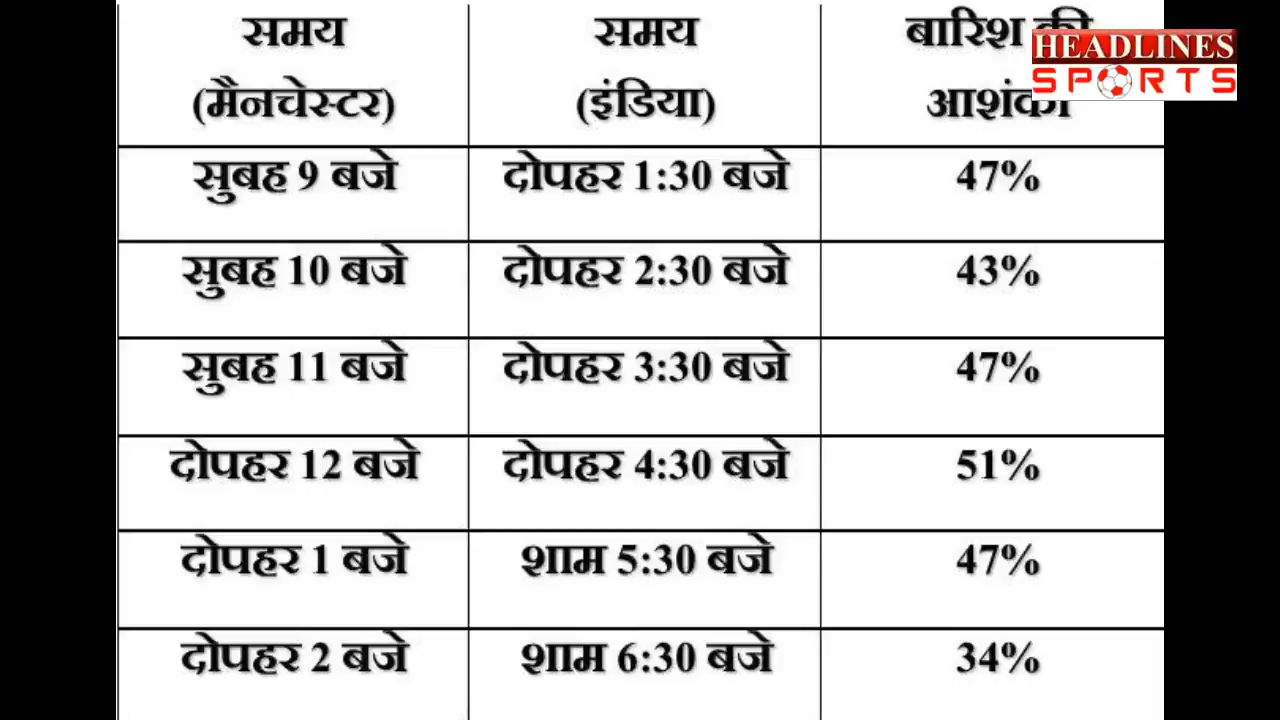 समय समय बारिश की
(मैनचेस्टर) (इंडिया) आशंका
HEADLINES
SPORTS
सुबह 9 बजे दोपहर 1:30 बजे 47%
सुबह 10 बजे दोपहर 2:30 बजे 43%
सुबह 11 बजे दोपहर 3:30 बजे 47%
दोपहर 12 बजे दोपहर 4:30 बजे 51%
दोपहर 1 बजे शाम 5:30 बजे 47%
दोपहर 2 बजे शाम 6:30 बजे 34%